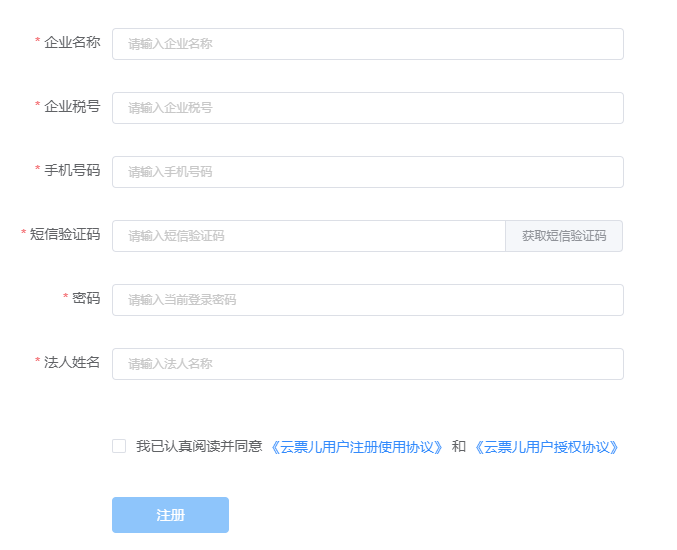 * 企业名称 请输入企业名称
* 企业税号 请输入企业税号
* 手机号码 请输入手机号码
* 短信验证码 请输入短信验证码 获取短信验证码
* 密码 请输入当前登录密码
* 法人姓名 请输入法人名称
我已认真阅读并同意 《云票儿用户注册使用协议》 和 《云票儿用户授权协议》
注册